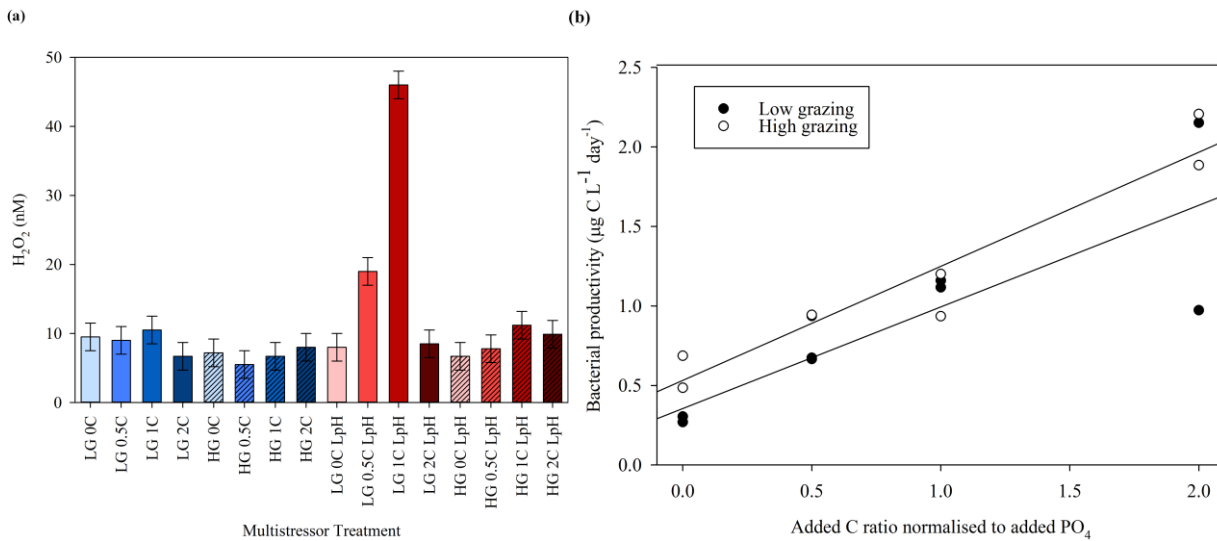 (a)
50
40
30
20
10
0
H₂O₂ (nM)
LG 0C
LG 0.5C
LG 1C
LG 2C
HG 0C
HG 0.5C
HG 1C
HG 2C
LG 0C LpH
LG 0.5C LpH
LG 1C LpH
LG 2C LpH
HG 0C LpH
HG 0.5C LpH
HG 1C LpH
HG 2C LpH
Multistressor Treatment
(b)
2.5
2.0
1.5
1.0
0.5
0.0
Bacterial productivity (µg C L⁻¹ day⁻¹)
Low grazing
High grazing
0.0 0.5 1.0 1.5 2.0
Added C ratio normalised to added PO₄